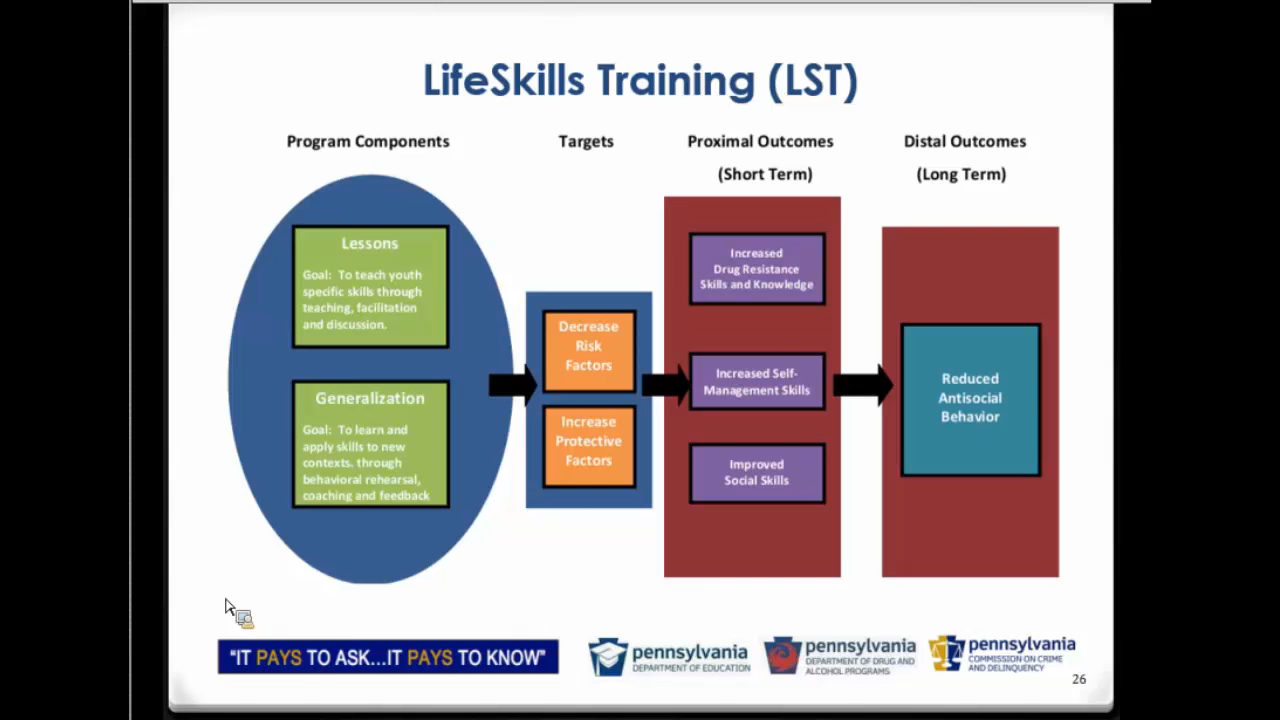 LifeSkills Training (LST)
Program Components
Targets
Proximal Outcomes
(Short Term)
Distal Outcomes
(Long Term)
Lessons
Goal: To teach youth
specific skills through
teaching, facilitation
and discussion.
Generalization
Goal: To learn and
apply skills to new
contexts. through
behavioral rehearsal,
coaching and feedback
Decrease
Risk
Factors
Increase
Protective
Factors
Increased
Drug Resistance
Skills and Knowledge
Increased Self-
Management Skills
Improved
Social Skills
Reduced
Antisocial
Behavior
“IT PAYS TO ASK...IT PAYS TO KNOW”
pennsylvania
DEPARTMENT OF EDUCATION
pennsylvania
DEPARTMENT OF DRUG AND
ALCOHOL PROGRAMS
pennsylvania
COMMISSION ON CRIME
AND DELINQUENCY
26